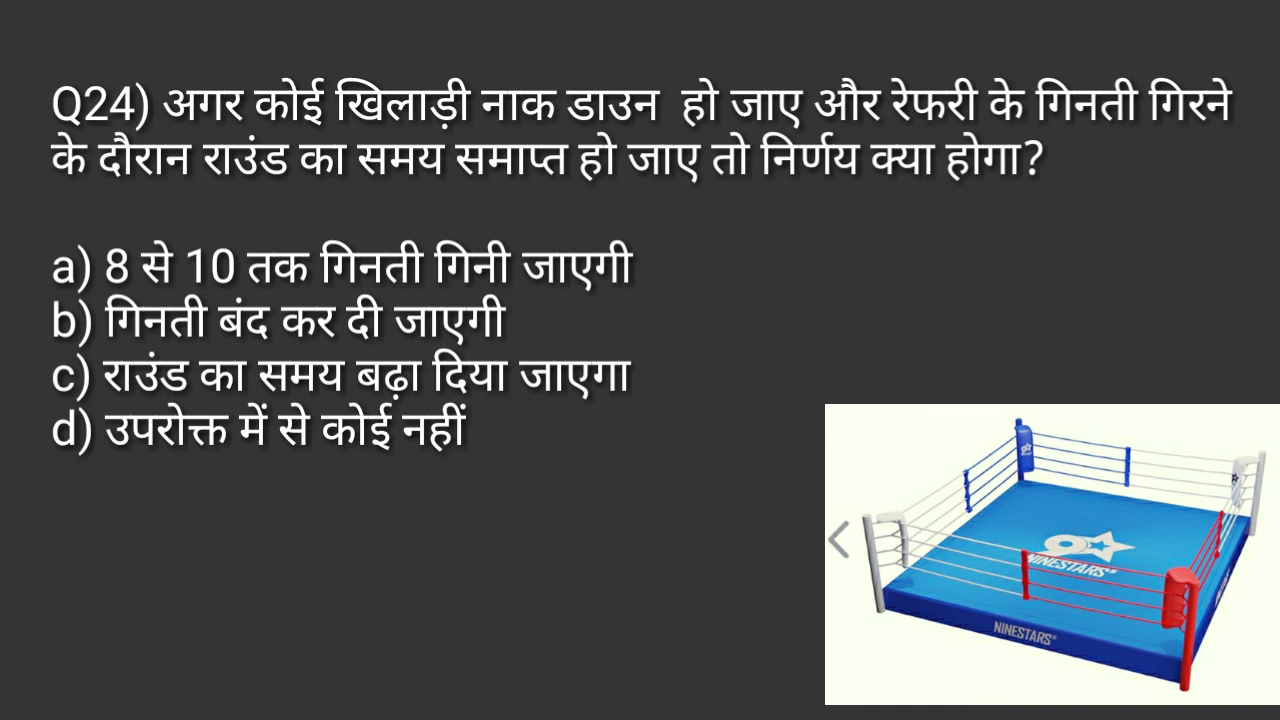 Q24) अगर कोई खिलाड़ी नाक डाउन हो जाए और रेफरी के गिनती गिरने
के दौरान राउंड का समय समाप्त हो जाए तो निर्णय क्या होगा?
a) 8 से 10 तक गिनती गिनी जाएगी
b) गिनती बंद कर दी जाएगी
c) राउंड का समय बढ़ा दिया जाएगा
d) उपरोक्त में से कोई नहीं
9
NINESTARS
NINESTARS